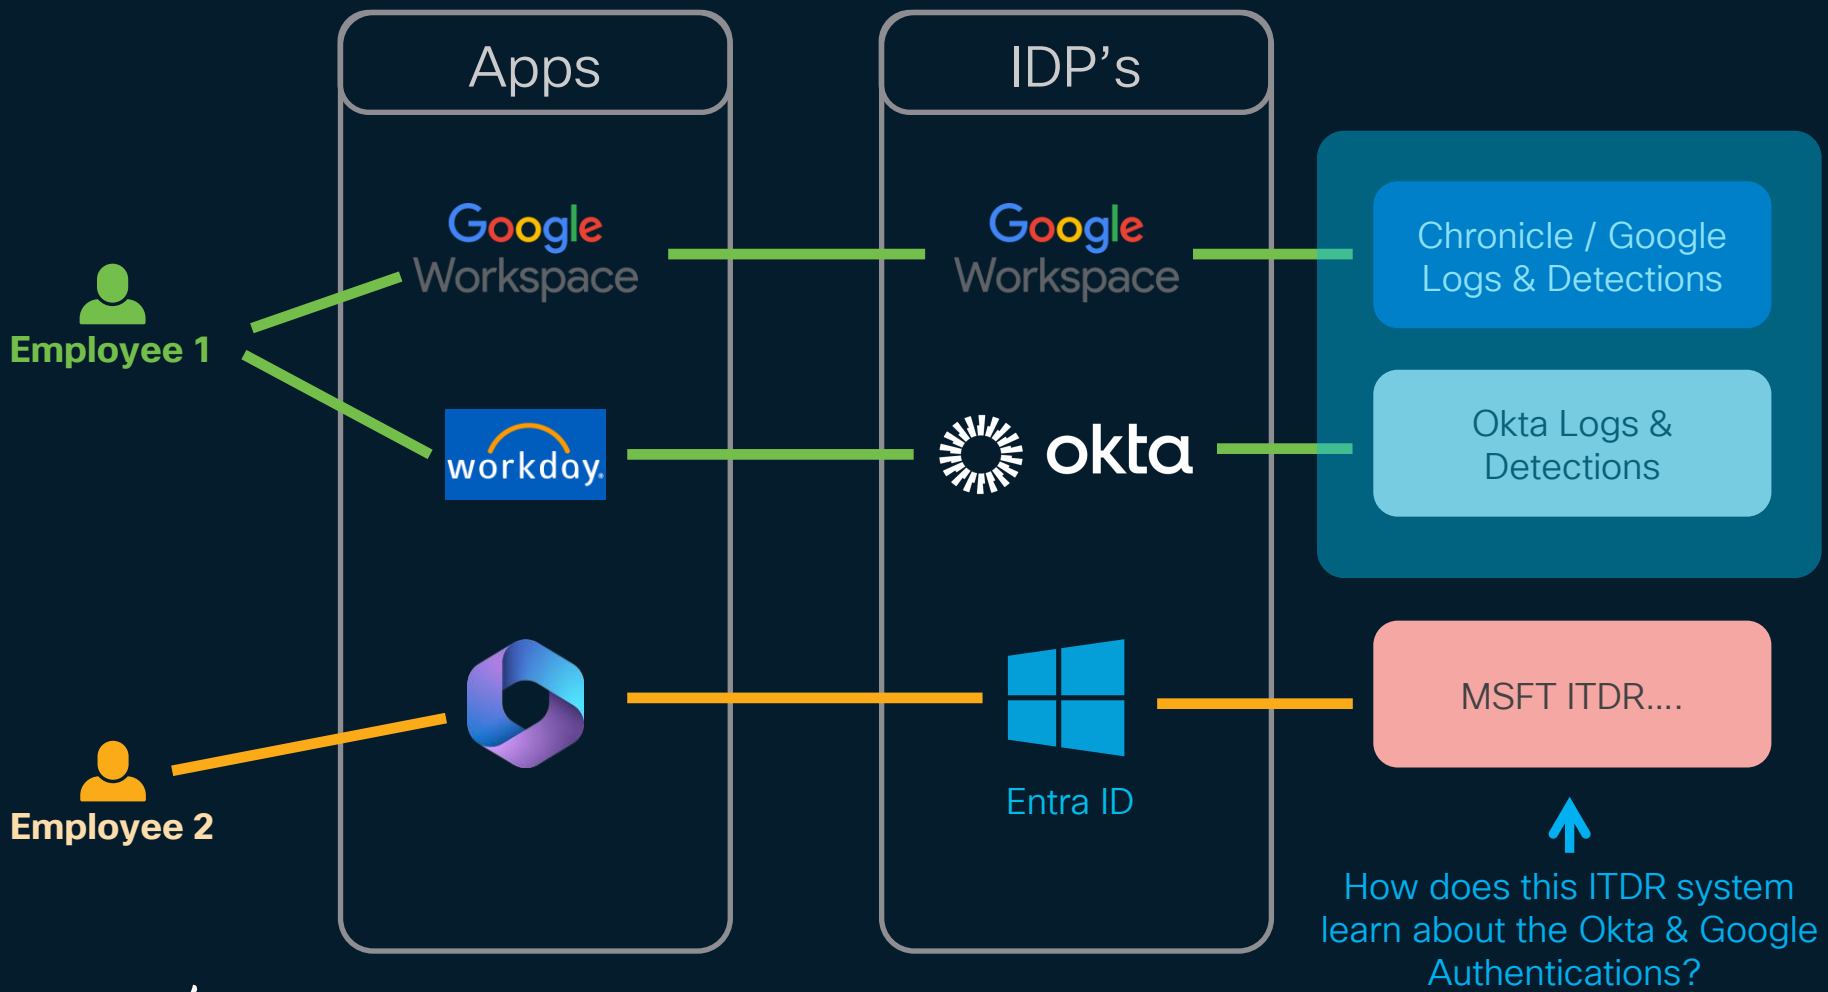 Apps
IDP's
Google
Workspace
Google
Workspace
Chronicle / Google
Logs & Detections
Employee 1
workday.
okta
Okta Logs &
Detections
MSFT ITDR....
Entra ID
Employee 2
How does this ITDR system
learn about the Okta & Google
Authentications?